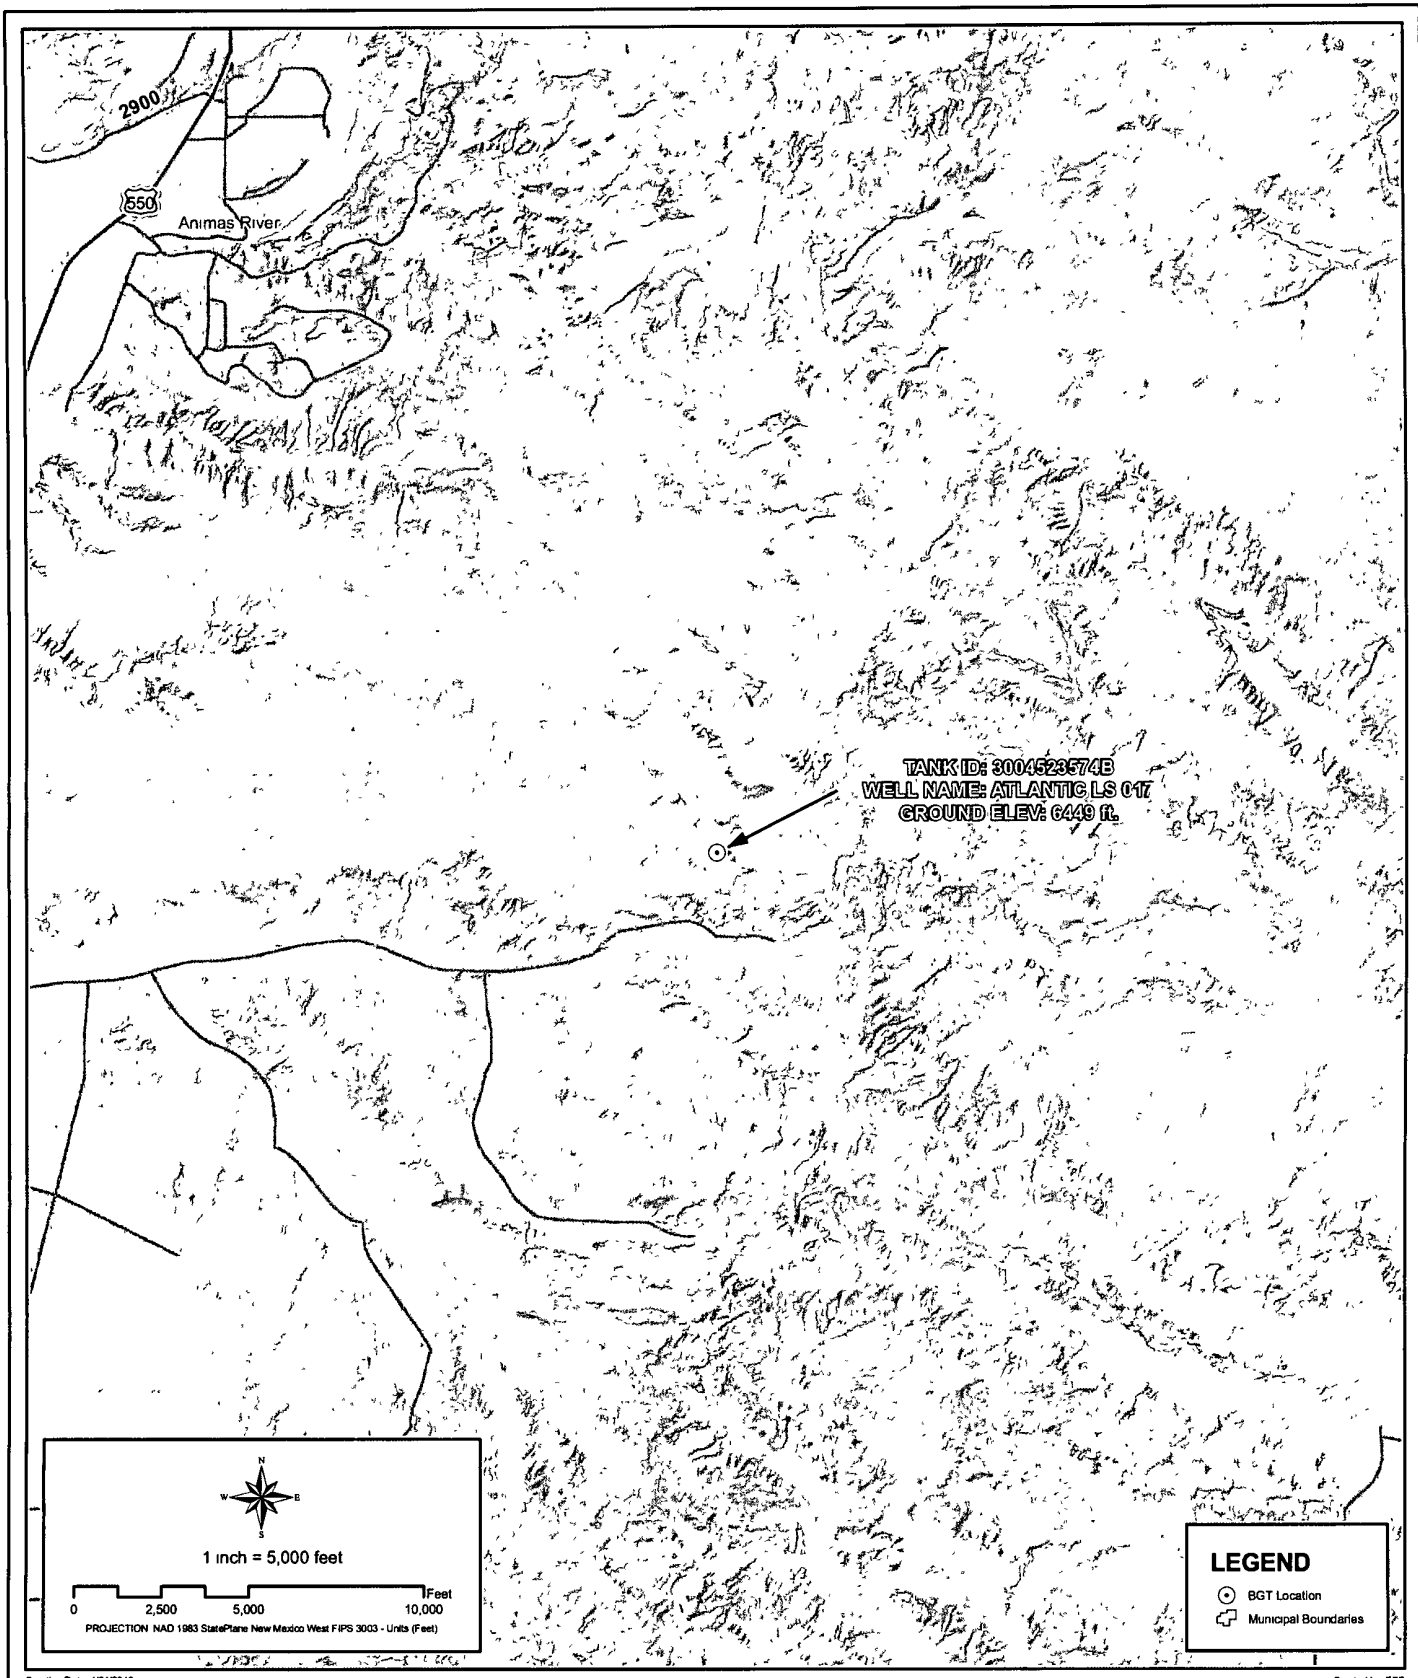 2900
550
Animas River
TANK ID: 3004523574B
WELL NAME: ATLANTIC LS 017
GROUND ELEV: 6449 ft.
N
W E
S
1 inch = 5,000 feet
Feet
0 2,500 5,000 10,000
PROJECTION NAD 1983 StatePlane New Mexico West FIPS 3003 - Units (Feet)
LEGEND
BGT Location
Municipal Boundaries